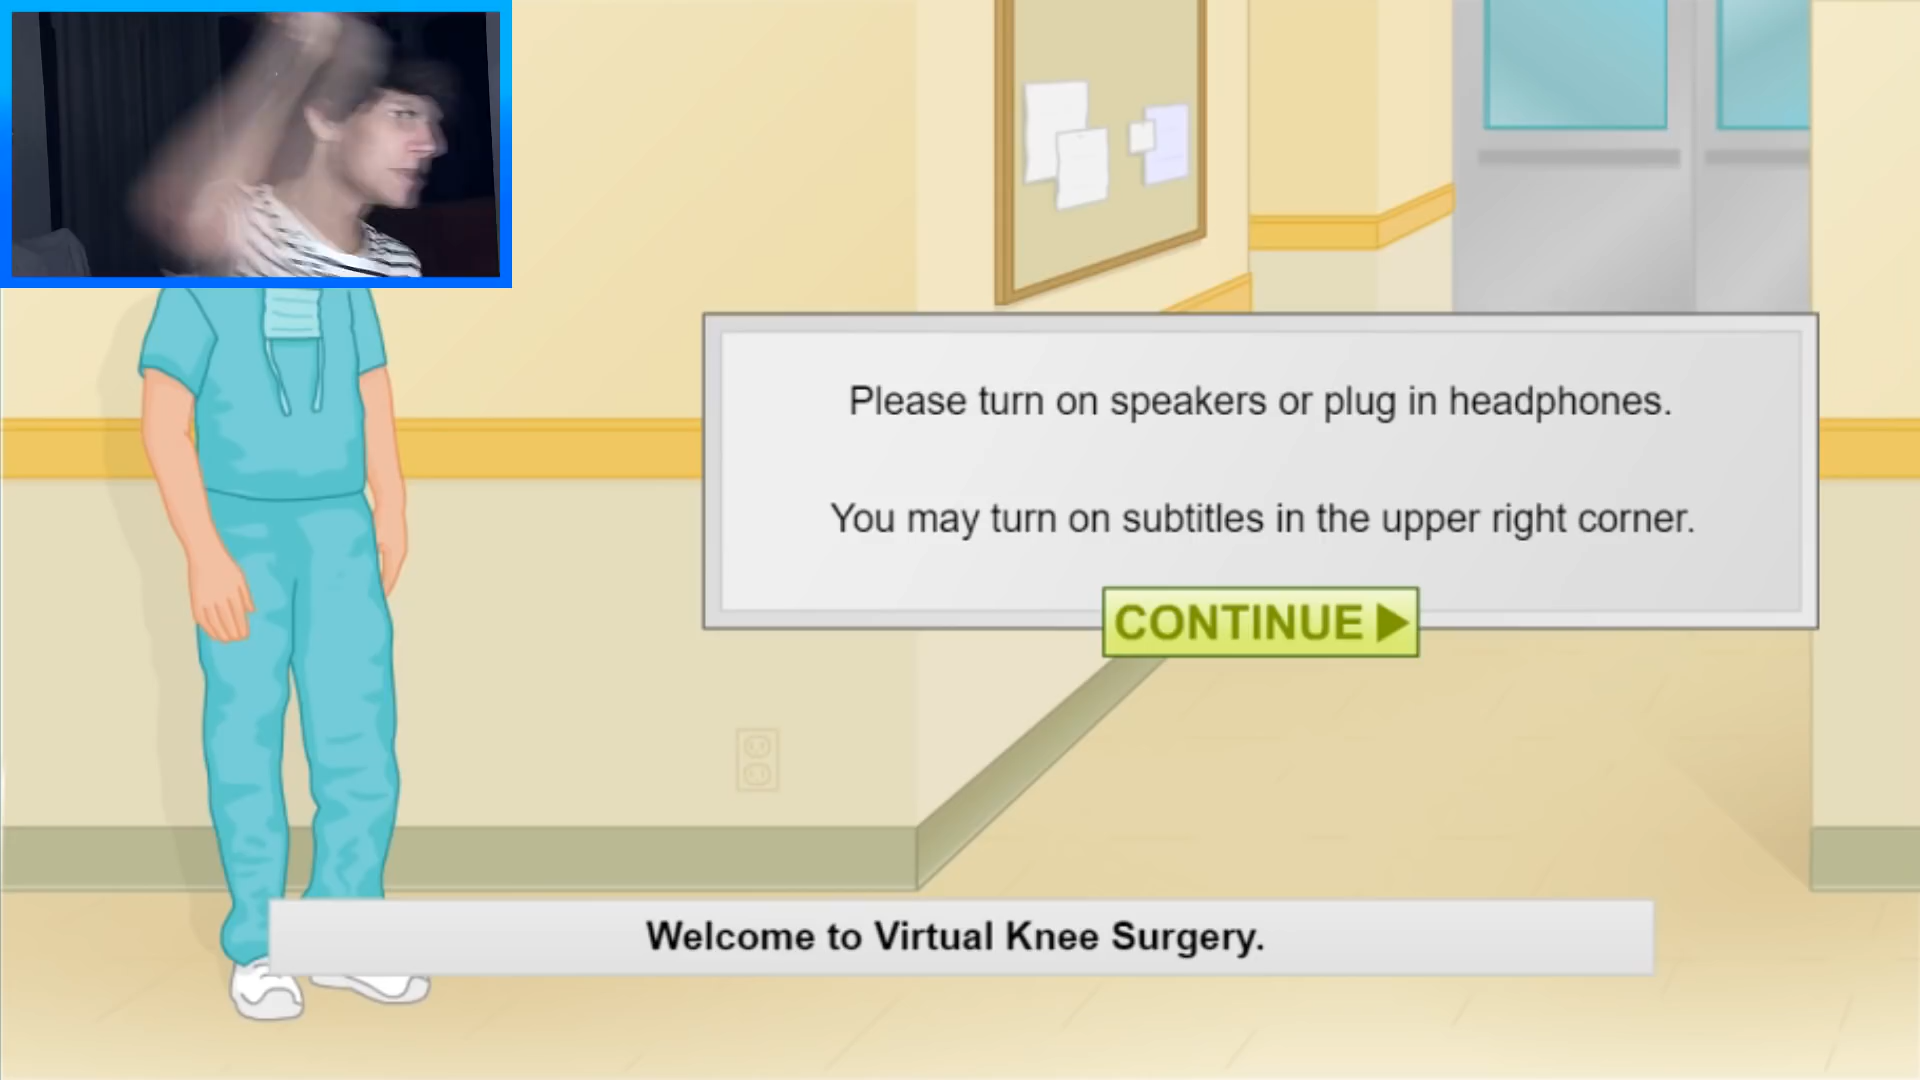 Please turn on speakers or plug in headphones.
You may turn on subtitles in the upper right corner.
CONTINUE
Welcome to Virtual Knee Surgery.